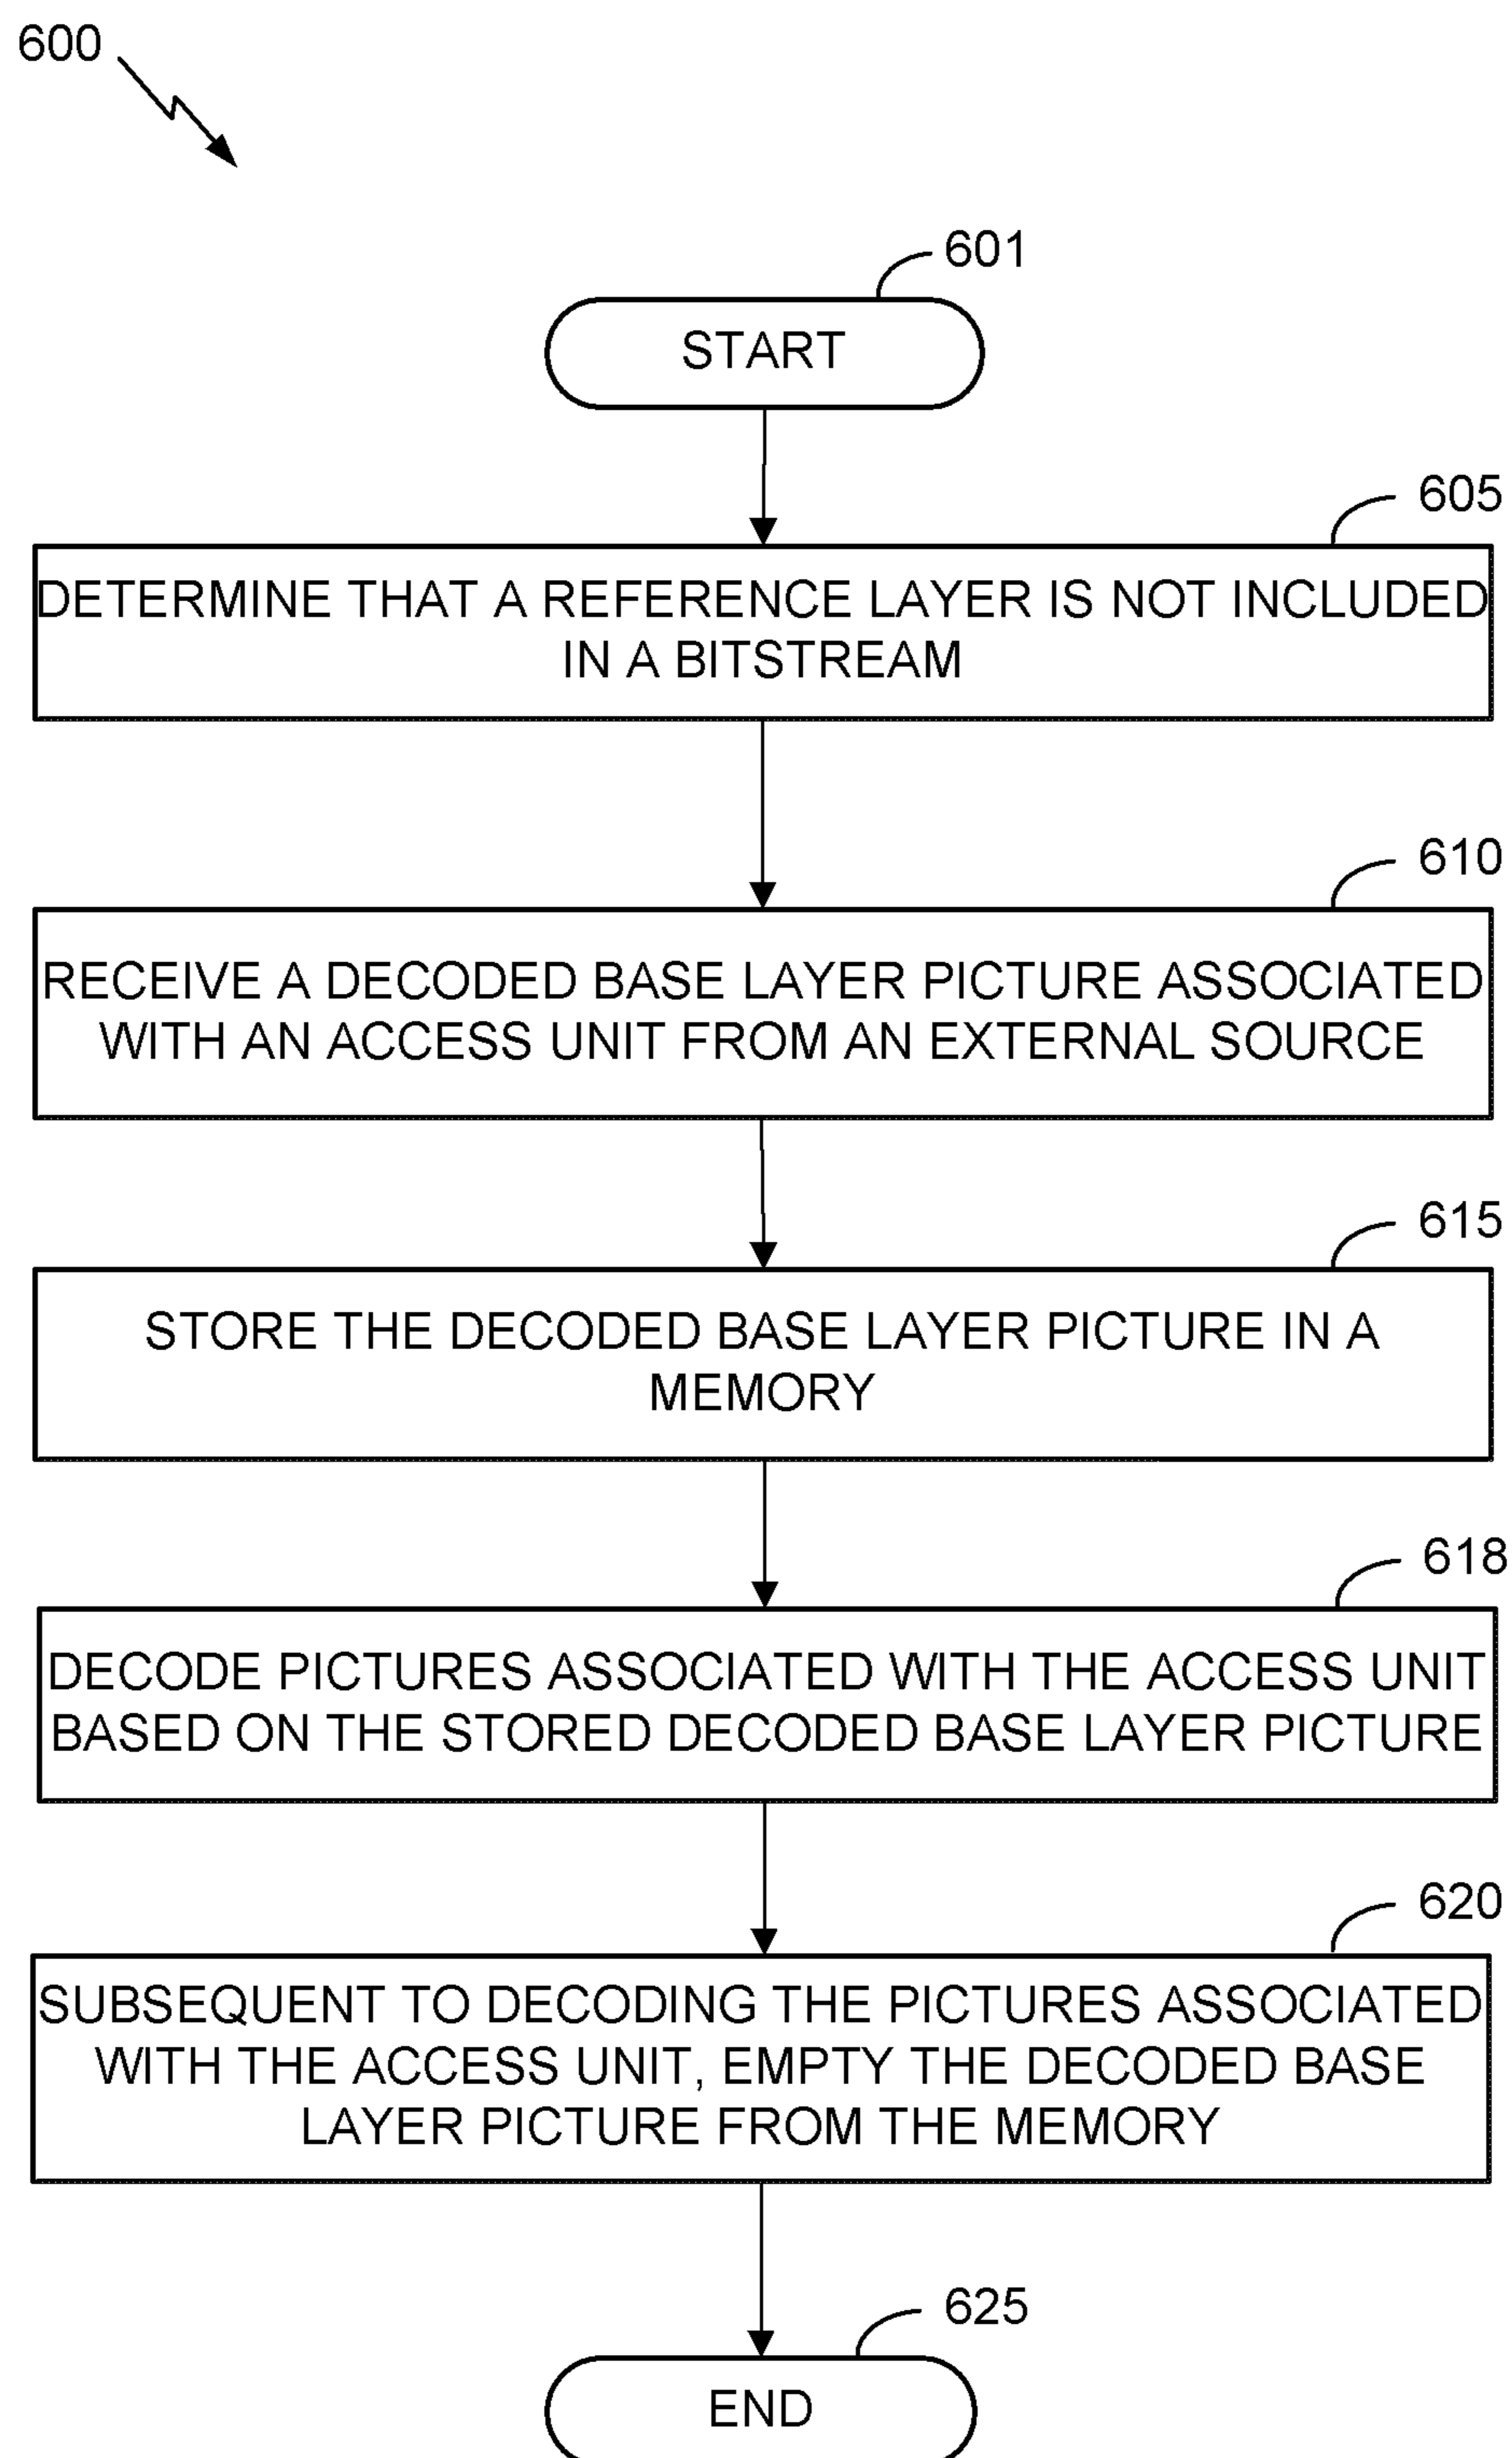 600
601
START
605
DETERMINE THAT A REFERENCE LAYER IS NOT INCLUDED
IN A BITSTREAM
610
RECEIVE A DECODED BASE LAYER PICTURE ASSOCIATED
WITH AN ACCESS UNIT FROM AN EXTERNAL SOURCE
615
STORE THE DECODED BASE LAYER PICTURE IN A
MEMORY
618
DECODE PICTURES ASSOCIATED WITH THE ACCESS UNIT
BASED ON THE STORED DECODED BASE LAYER PICTURE
620
SUBSEQUENT TO DECODING THE PICTURES ASSOCIATED
WITH THE ACCESS UNIT, EMPTY THE DECODED BASE
LAYER PICTURE FROM THE MEMORY
625
END